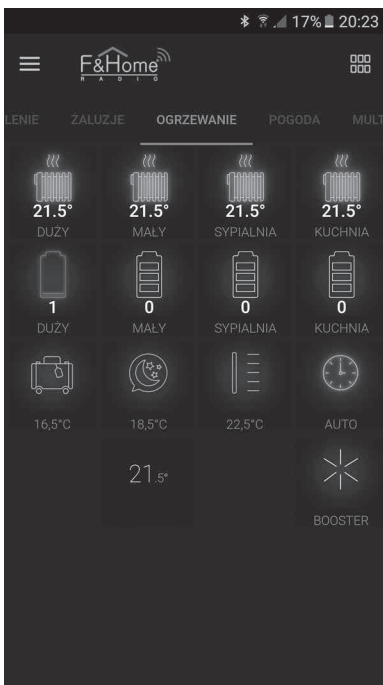 17% 20:23
F&Home
RADIO
LENIE ŻALUZJE OGRZEWANIE POGODA MULT
21.5° 21.5° 21.5° 21.5°
DUŻY MAŁY SYPIALNIA KUCHNIA
1 0 0 0
DUŻY MAŁY SYPIALNIA KUCHNIA
16,5°C 18,5°C 22,5°C AUTO
21.5°
BOOSTER